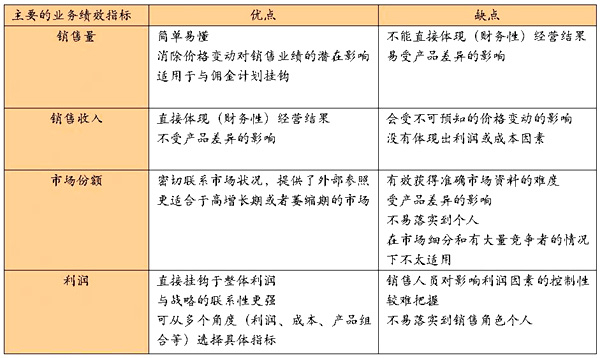 主要的业务绩效指标 优点 缺点
销售量
简单易懂
消除价格变动对销售业绩的潜在影响
适用于与佣金计划挂钩
不能直接体现（财务性）经营结果
易受产品差异的影响
销售收入
直接体现（财务性）经营结果
不受产品差异的影响
会受不可预知的价格变动的影响
没有体现出利润或成本因素
市场份额
密切联系市场状况，提供了外部参照
更适合于高增长期或者萎缩期的市场
有效获得准确市场资料的难度
受产品差异的影响
不易落实到个人
在市场细分和有大量竞争者的情况
下不太适用
利润
直接挂钩于整体利润
与战略的联系性更强
可从多个角度（利润、成本、产品组
合等）选择具体指标
销售人员对影响利润因素的控制性
较难把握
不易落实到销售角色个人